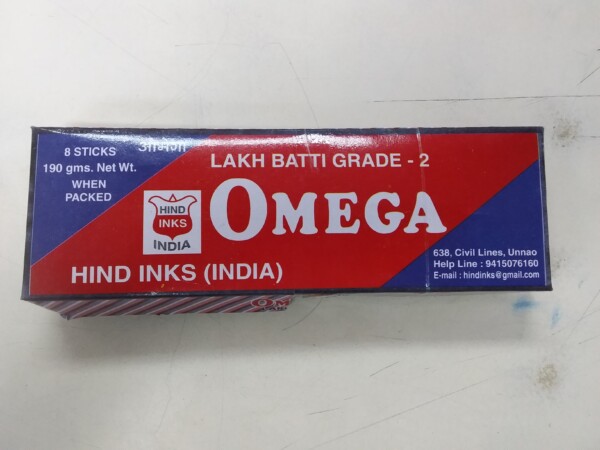 8 STICKS
190 gms. Net Wt.
WHEN
PACKED
LAKH BATTI GRADE - 2
HIND
INKS
INDIA
OMEGA
HIND INKS (INDIA)
638, Civil Lines, Unnao
Help Line : 9415076160
E-mail : hindinks@gmail.com
OM